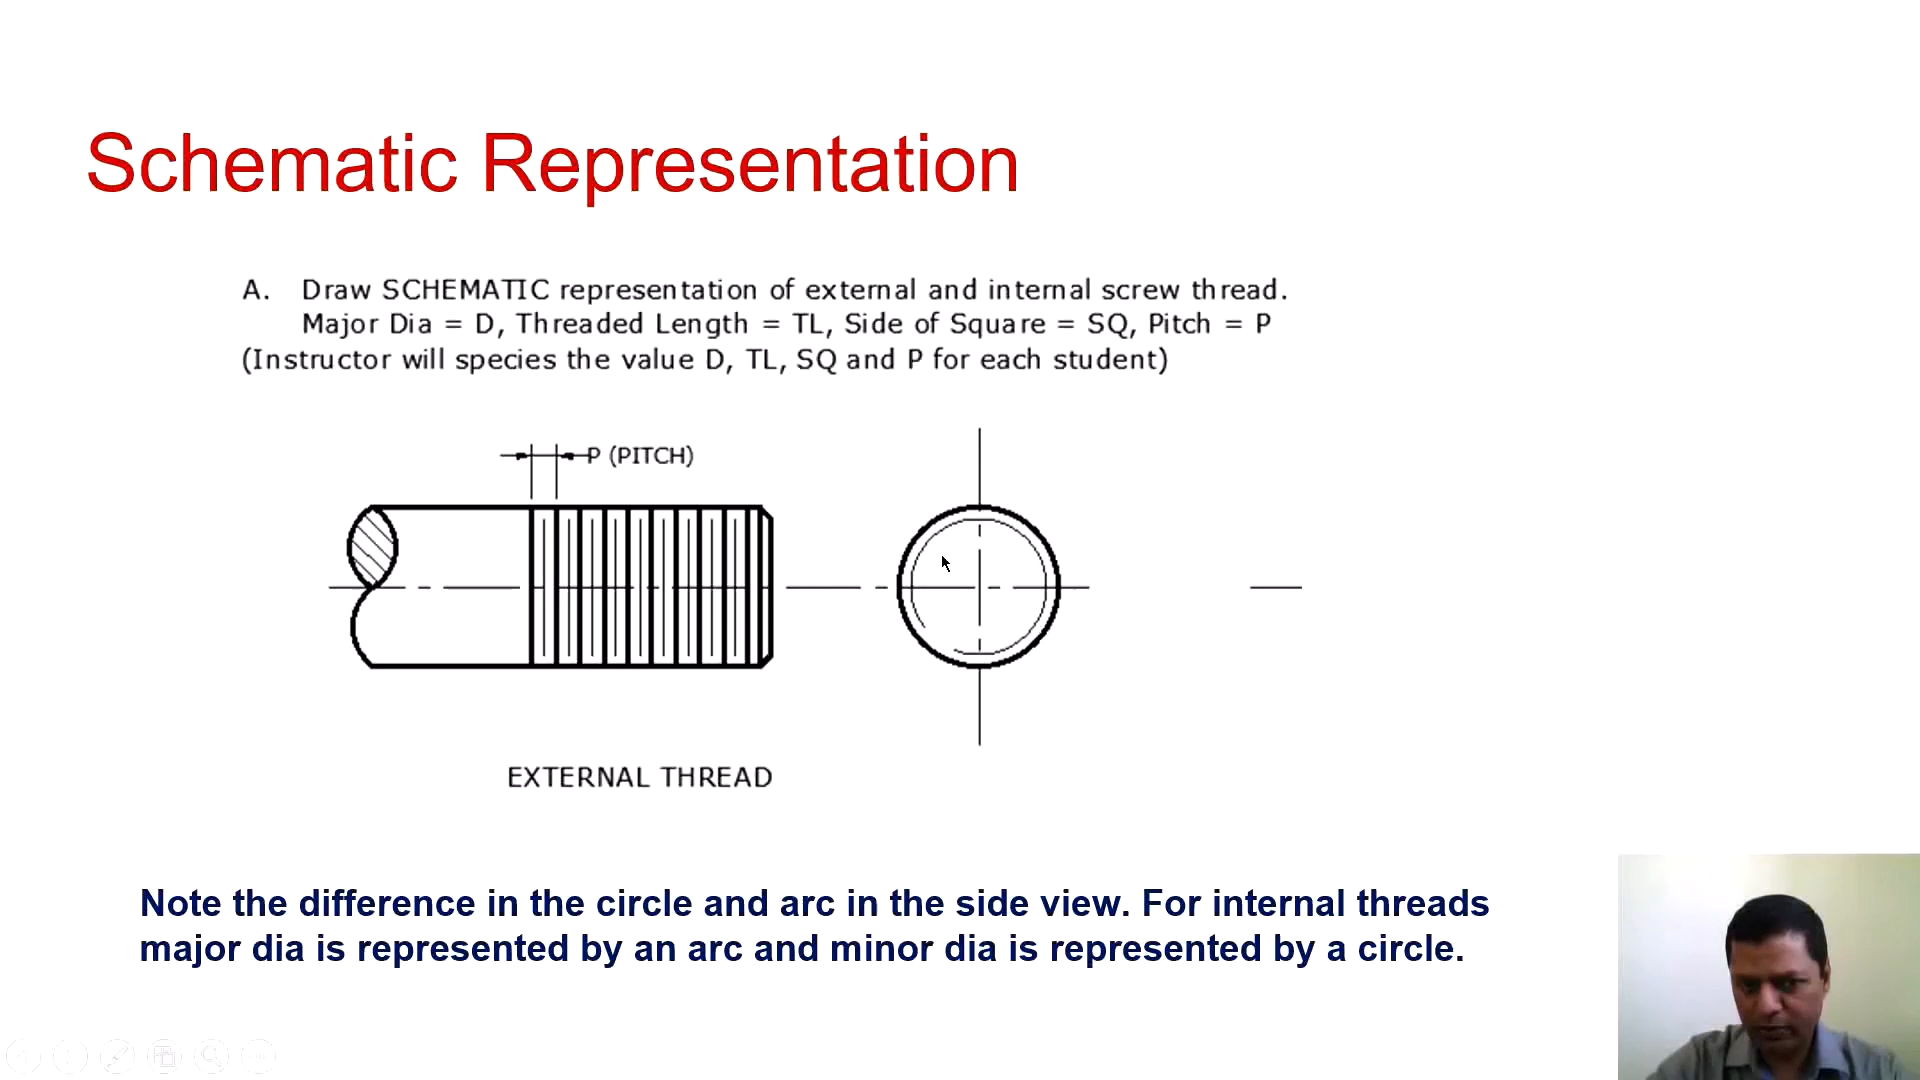 Schematic Representation
A. Draw SCHEMATIC representation of external and internal screw thread.
Major Dia = D, Threaded Length = TL, Side of Square = SQ, Pitch = P
(Instructor will species the value D, TL, SQ and P for each student)
P (PITCH)
EXTERNAL THREAD
Note the difference in the circle and arc in the side view. For internal threads
major dia is represented by an arc and minor dia is represented by a circle.